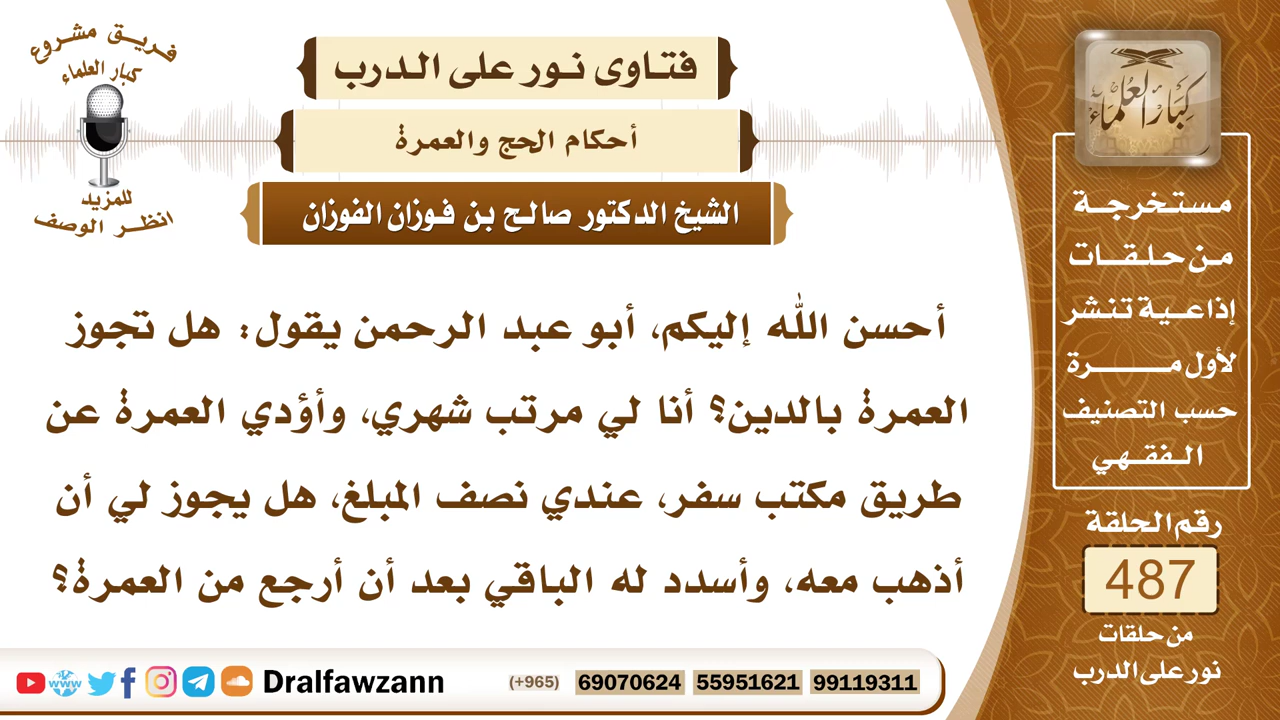 فريق مشروع
كبار العلماء
للمزيد
انظر الوصف
فتاوى نور على الدرب
أحكام الحج والعمرة
الشيخ الدكتور صالح بن فوزان الفوزان
أحسن الله إليكم، أبو عبد الرحمن يقول: هل تجوز
العمرة بالدين؟ أنا لي مرتب شهري، وأؤدي العمرة عن
طريق مكتب سفر، عندي نصف المبلغ، هل يجوز لي أن
أذهب معه، وأسدد له الباقي بعد أن أرجع من العمرة؟
كبار العلماء
مستخرجة
من حلقات
إذاعية تنشر
لأول مرة
حسب التصنيف
الفقهي
رقم الحلقة
487
من حلقات
نور على الدرب
www Dralfawzann (+965) 69070624 55951621 99119311